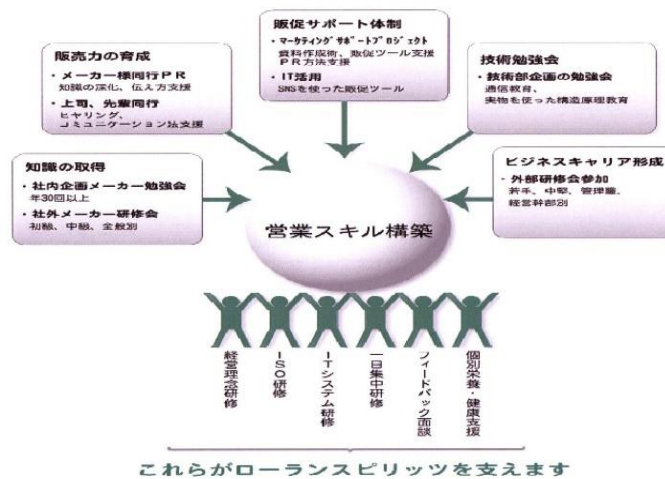 販促サポート体制
・マーケティングサポートプロジェクト
資料作成術、販促ツール支援
PR方法支援
・IT活用
SNSを使った販促ツール
販売力の育成
・メーカー様同行PR
知識の深化、伝え方支援
・上司、先輩同行
ヒヤリング、
コミュニケーション法支援
技術勉強会
・技術部企画の勉強会
通信教育、
実物を使った構造原理教育
知識の取得
・社内企画メーカー勉強会
年30回以上
・社外メーカー研修会
初級、中級、全般別
ビジネスキャリア形成
・外部研修会参加
若手、中堅、管理職、
経営幹部別
営業スキル構築
経営理念研修
ISO研修
ITシステム研修
一日集中研修
フィードバック面談
個別栄養・健康支援
これらがローランスピリッツを支えます